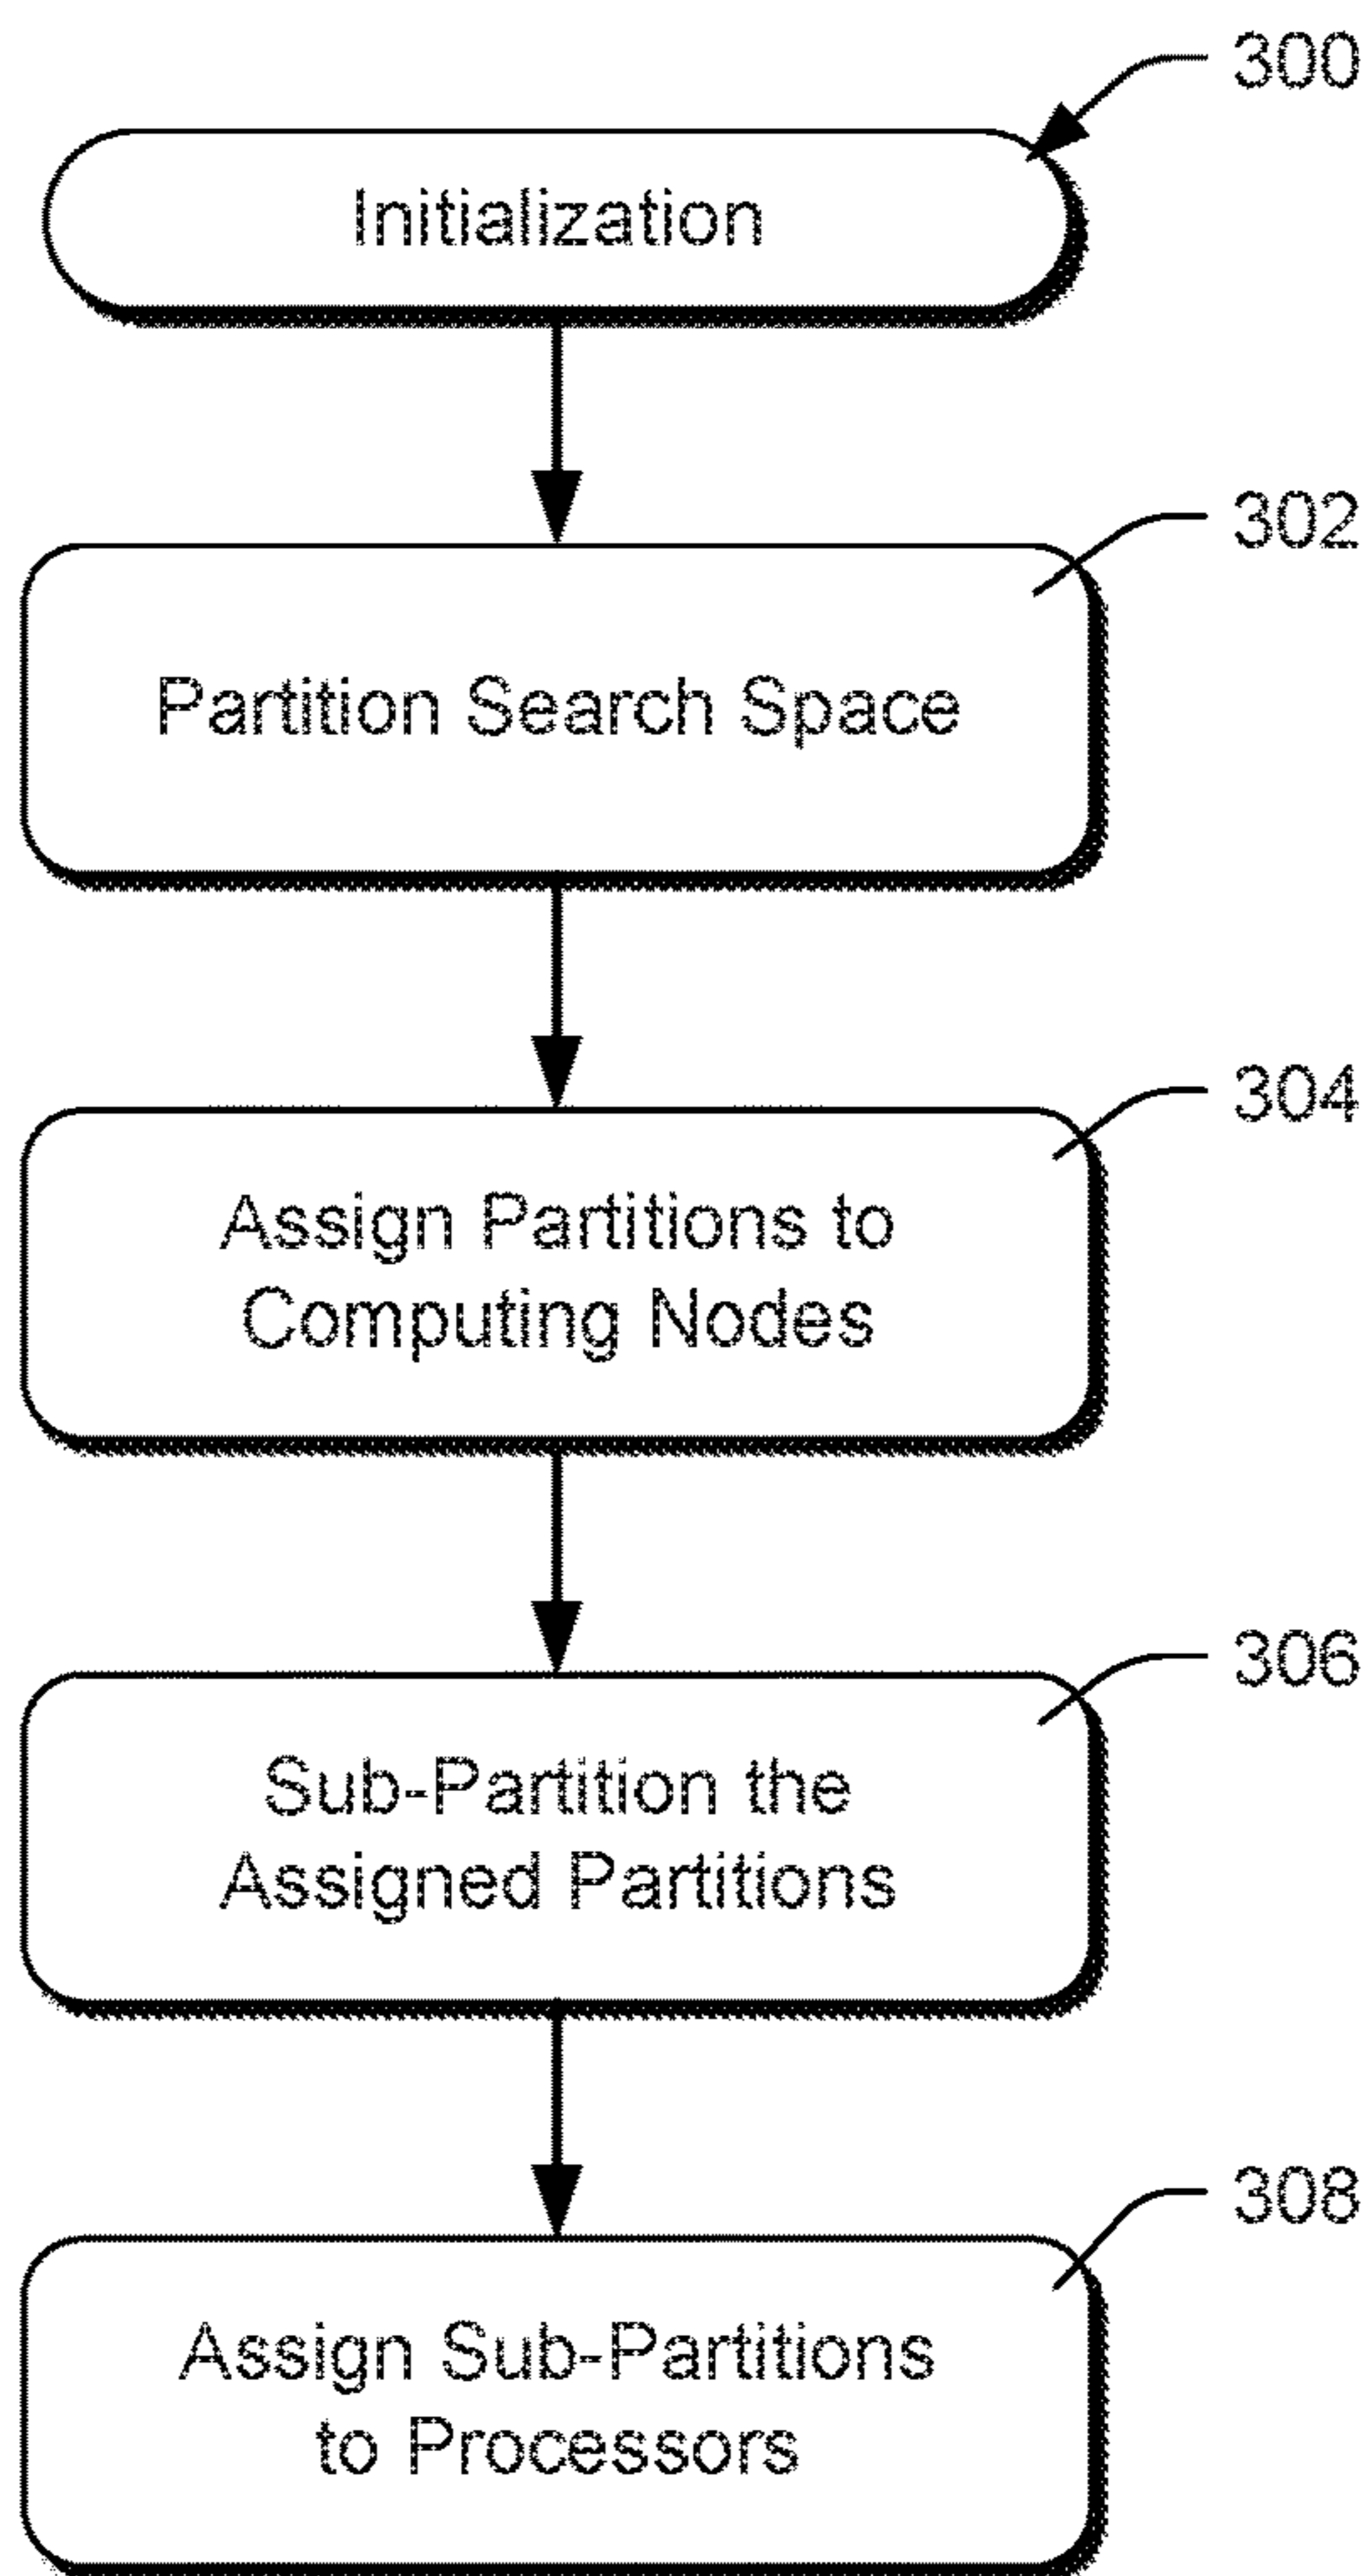 300
Initialization
302
Partition Search Space
304
Assign Partitions to
Computing Nodes
306
Sub-Partition the
Assigned Partitions
308
Assign Sub-Partitions
to Processors